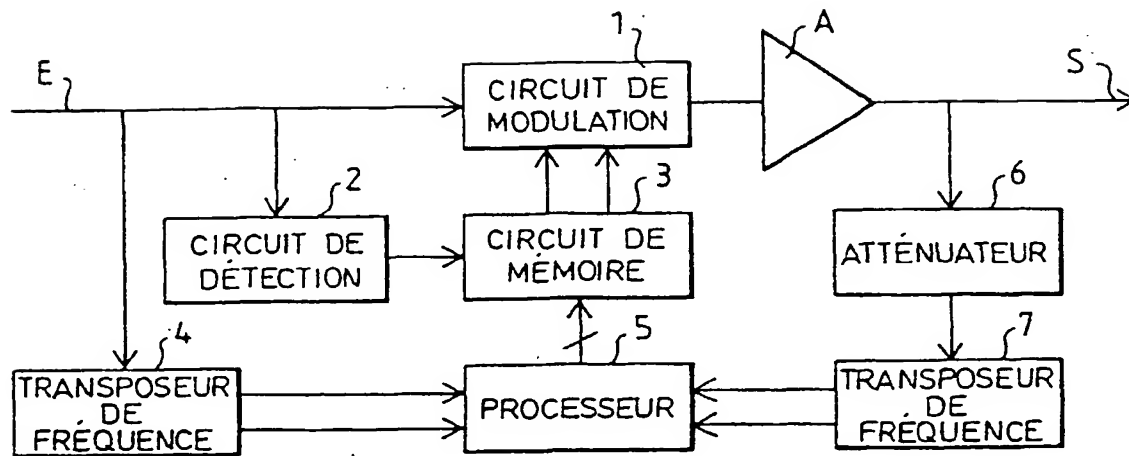 1
A
E
S
CIRCUIT DE
MODULATION
2
3
6
CIRCUIT DE
DÉTECTION
CIRCUIT DE
MÉMOIRE
ATTÉNUATEUR
4
5
7
TRANSPOSEUR
DE
FRÉQUENCE
PROCESSEUR
TRANSPOSEUR
DE
FRÉQUENCE